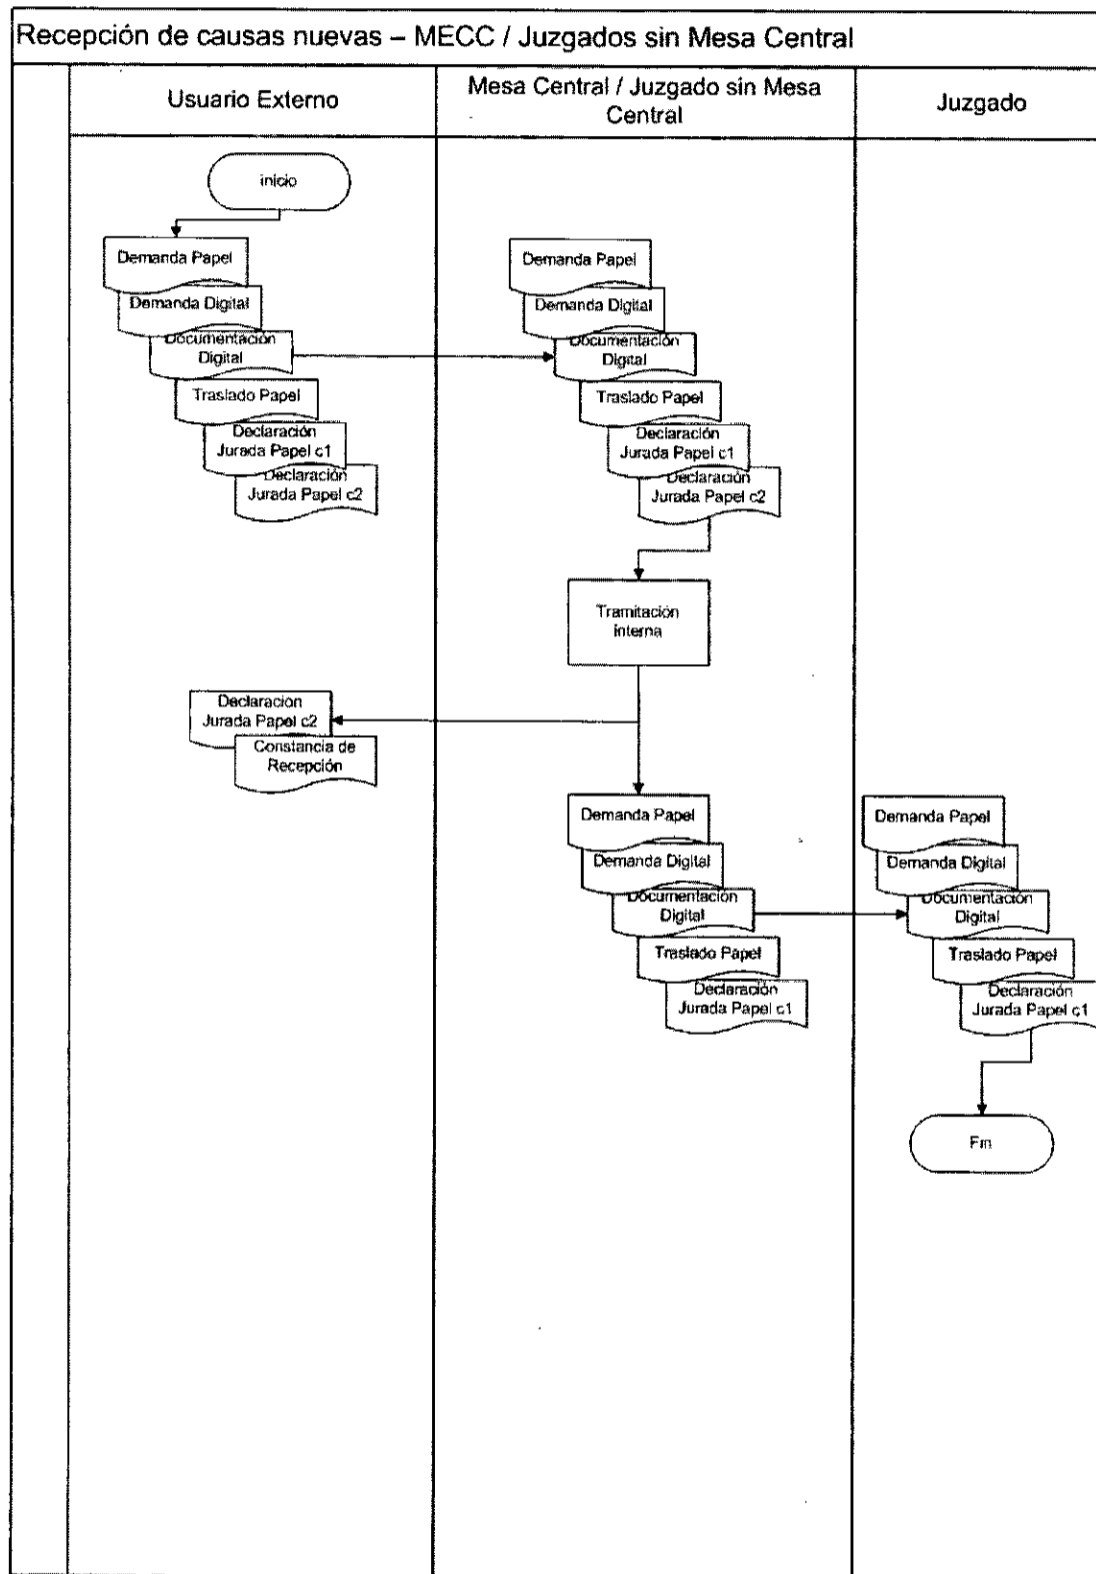 Recepción de causas nuevas – MECC / Juzgados sin Mesa Central
Usuario Externo
Mesa Central / Juzgado sin Mesa
Central
Juzgado
inicio
Demanda Papel
Demanda Digital
Documentación
Digital
Traslado Papel
Declaración
Jurada Papel c1
Declaración
Jurada Papel c2
Demanda Papel
Demanda Digital
Documentación
Digital
Traslado Papel
Declaración
Jurada Papel c1
Declaración
Jurada Papel c2
Tramitación
interna
Declaracion
Jurada Papel c2
Constancia de
Recepción
Demanda Papel
Demanda Digital
Documentación
Digital
Traslado Papel
Declaración
Jurada Papel c1
Demanda Papel
Demanda Digital
Documentación
Digital
Traslado Papel
Declaración
Jurada Papel c1
Fin